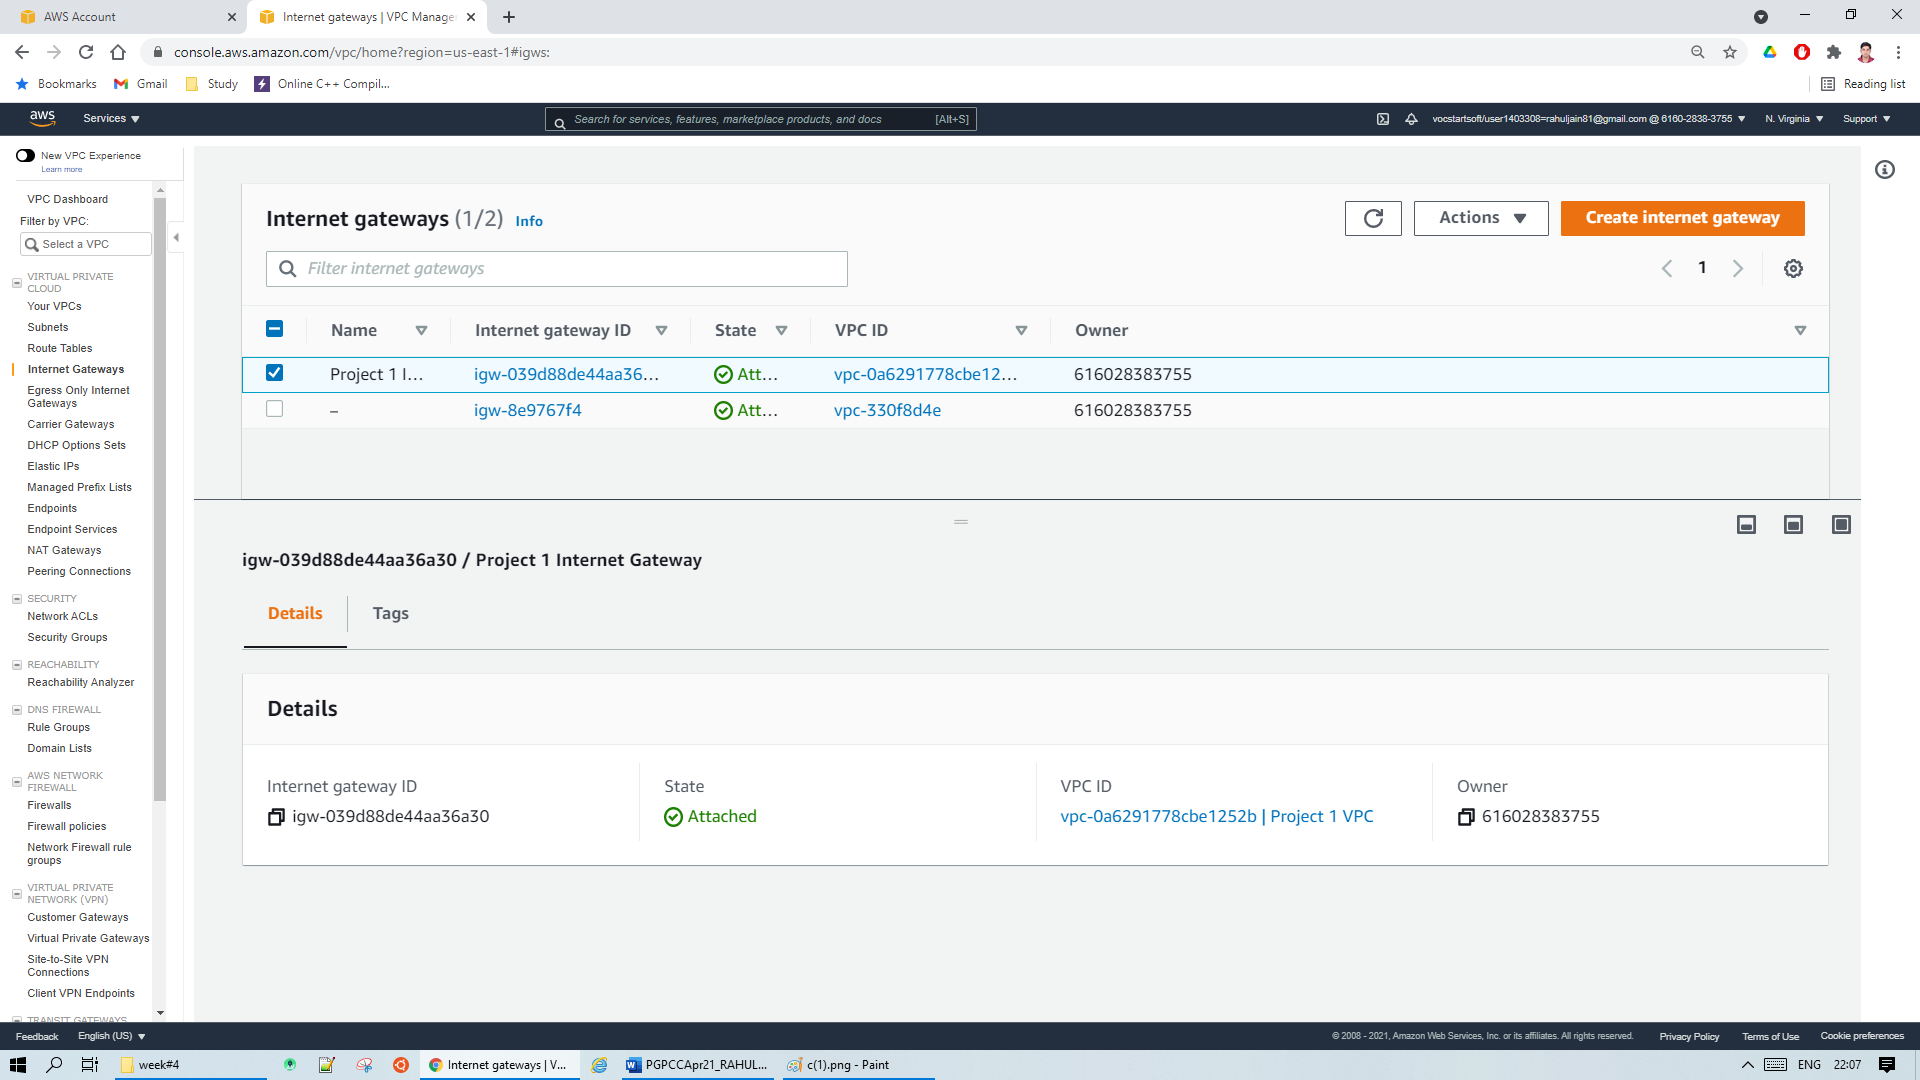 AWS Account
Internet gateways | VPC Manage
console.aws.amazon.com/vpc/home?region=us-east-1#igws:
Bookmarks
Gmail
Study
Online C++ Compil...
Reading list
aws
Services
Search for services, features, marketplace products, and docs
[Alt+S]
vocstartsoft/user1403308=rahuljain81@gmail.com @ 6160-2838-3755
N. Virginia
Support
New VPC Experience
Learn more
VPC Dashboard
Filter by VPC:
Select a VPC
VIRTUAL PRIVATE
CLOUD
Your VPCs
Subnets
Route Tables
Internet Gateways
Egress Only Internet
Gateways
Carrier Gateways
DHCP Options Sets
Elastic IPs
Managed Prefix Lists
Endpoints
Endpoint Services
NAT Gateways
Peering Connections
SECURITY
Network ACLs
Security Groups
REACHABILITY
Reachability Analyzer
DNS FIREWALL
Rule Groups
Domain Lists
AWS NETWORK
FIREWALL
Firewalls
Firewall policies
Network Firewall rule
groups
VIRTUAL PRIVATE
NETWORK (VPN)
Customer Gateways
Virtual Private Gateways
Site-to-Site VPN
Connections
Client VPN Endpoints
TRANSIT GATEWAYS
Internet gateways (1/2) Info
Actions
Create internet gateway
Filter internet gateways
1
Name Internet gateway ID State VPC ID Owner
Project 1 I... igw-039d88de44aa36... Att... vpc-0a6291778cbe12... 616028383755
– igw-8e9767f4 Att... vpc-330f8d4e 616028383755
igw-039d88de44aa36a30 / Project 1 Internet Gateway
Details
Tags
Details
Internet gateway ID
igw-039d88de44aa36a30
State
Attached
VPC ID
vpc-0a6291778cbe1252b | Project 1 VPC
Owner
616028383755
Feedback
English (US)
© 2008 - 2021, Amazon Web Services, Inc. or its affiliates. All rights reserved.
Privacy Policy
Terms of Use
Cookie preferences
week#4
Internet gateways | V...
PGPCCApr21_RAHUL...
c(1).png - Paint
ENG
22:07